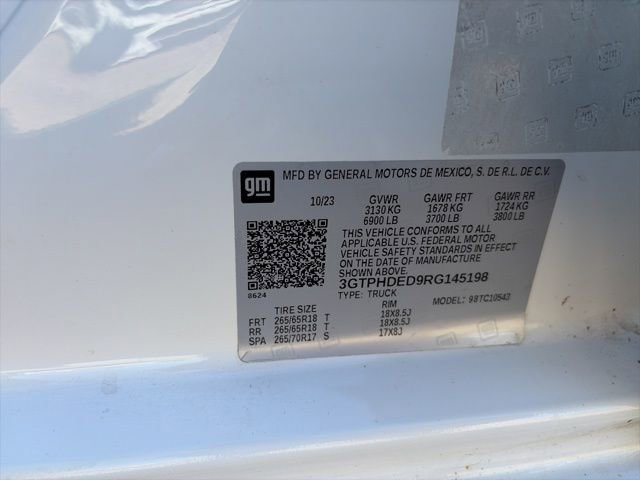 gm MFD BY GENERAL MOTORS DE MEXICO, S. DE R.L. DE C.V.
10/23 GVWR GAWR FRT GAWR RR
3130 KG 1678 KG 1724 KG
6900 LB 3700 LB 3800 LB
THIS VEHICLE CONFORMS TO ALL
APPLICABLE U.S. FEDERAL MOTOR
VEHICLE SAFETY STANDARDS IN EFFECT
ON THE DATE OF MANUFACTURE
SHOWN ABOVE.
3GTPHDED9RG145198
8624 TYPE: TRUCK MODEL: 98TC10543
TIRE SIZE RIM
FRT 265/65R18 T 18X8.5J
RR 265/65R18 T 18X8.5J
SPA 265/70R17 S 17X8J